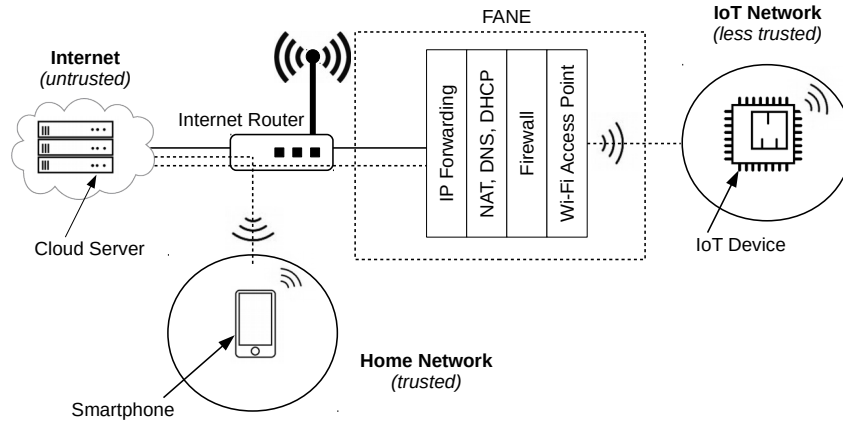 FANE
IoT Network
(less trusted)
Internet
(untrusted)
Internet Router
IP Forwarding
NAT, DNS, DHCP
Firewall
Wi-Fi Access Point
Cloud Server
IoT Device
Home Network
(trusted)
Smartphone